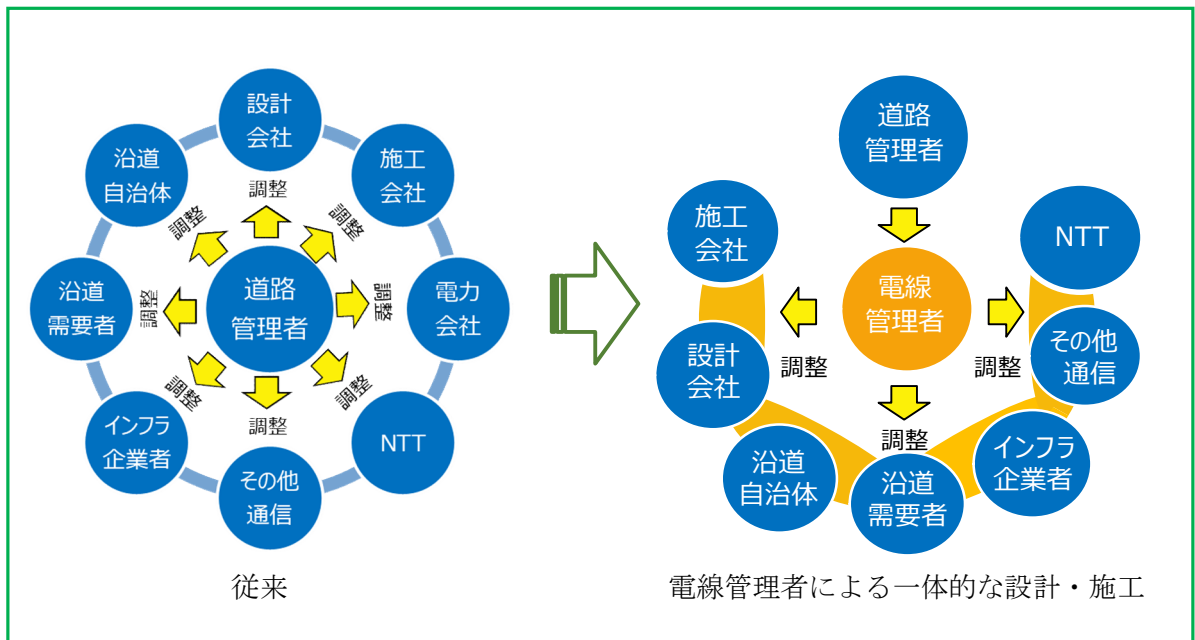 設計
会社
施工
会社
電力
会社
NTT
その他
通信
インフラ
企業者
沿道
需要者
沿道
自治体
道路
管理者
調整
調整
調整
調整
調整
調整
調整
調整
従来
道路
管理者
電線
管理者
調整
調整
調整
施工
会社
設計
会社
沿道
自治体
沿道
需要者
インフラ
企業者
その他
通信
NTT
電線管理者による一体的な設計・施工